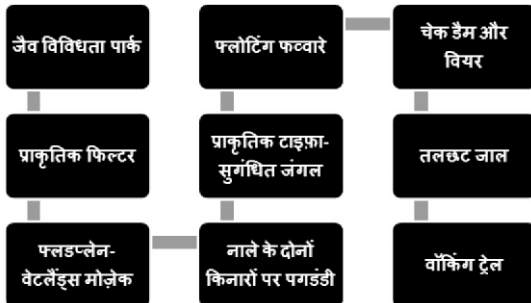 जैव विविधता पार्क
प्राकृतिक फिल्टर
फ्लडप्लेन-
वेटलैंड्स मोज़ेक
नाले के दोनों
किनारों पर पगडंडी
प्राकृतिक टाइफ़ा-
सुगंधित जंगल
फ्लोटिंग फव्वारे
चेक डैम और
वियर
तलछट जाल
वॉकिंग ट्रेल